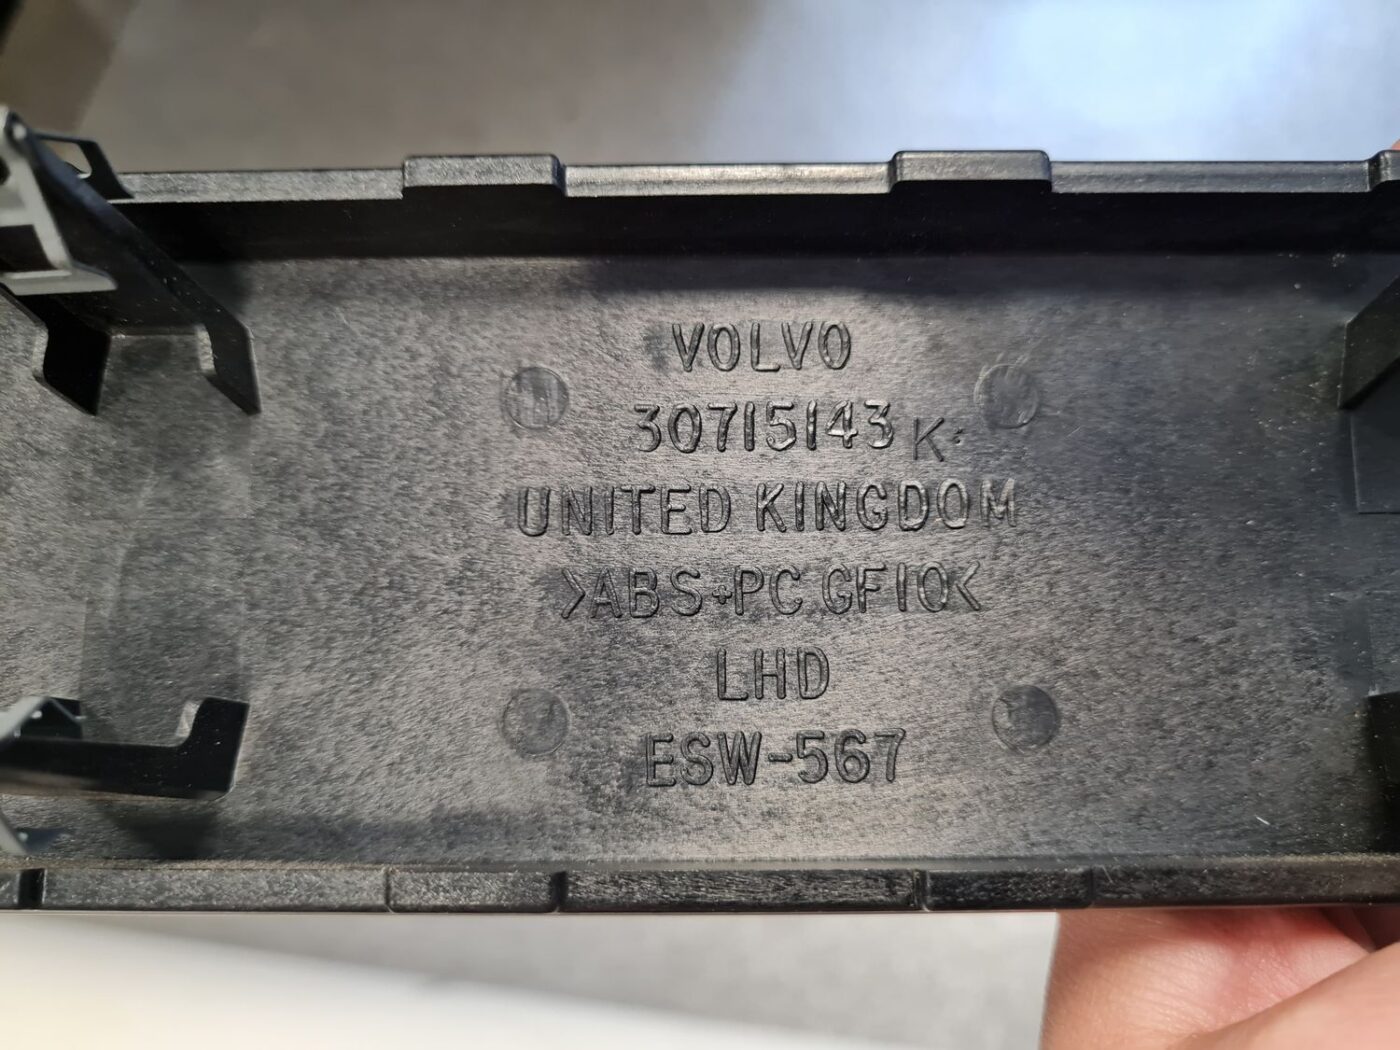 VOLVO
30715143 K
UNITED KINGDOM
>ABS+PC GF10<
LHD
ESW-567